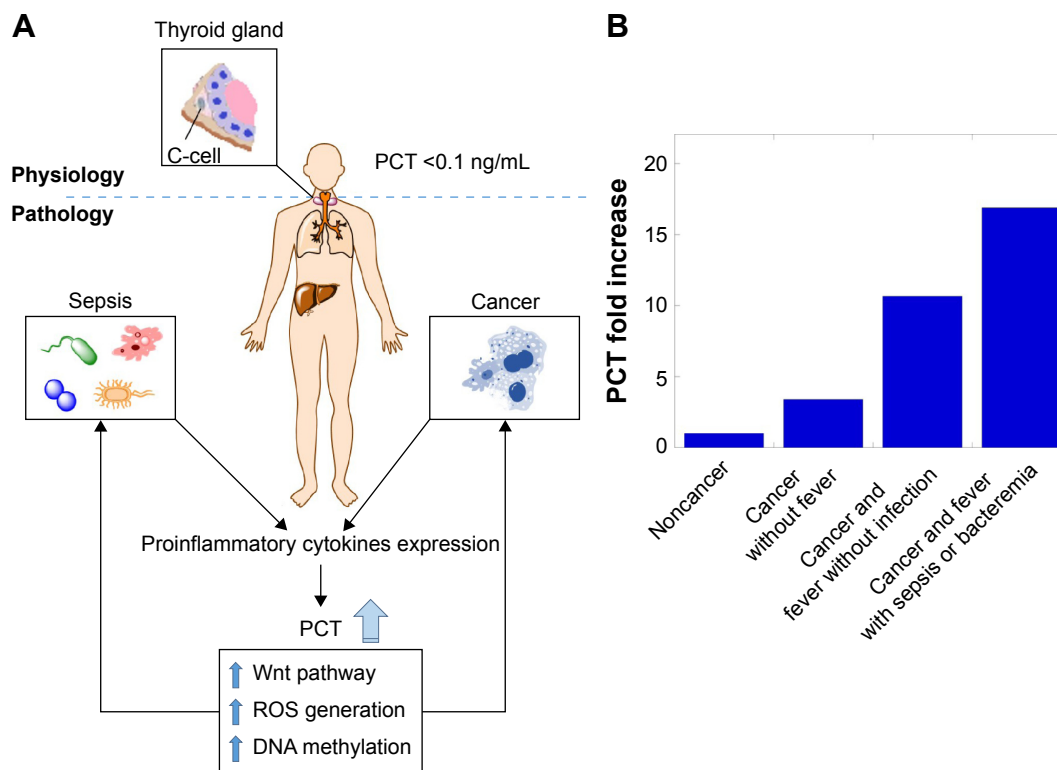 A
Thyroid gland
C-cell
PCT <0.1 ng/mL
Physiology
Pathology
Sepsis
Cancer
Proinflammatory cytokines expression
PCT
Wnt pathway
ROS generation
DNA methylation
B
PCT fold increase
20
15
10
5
0
Noncancer
Cancer
without fever
Cancer and
fever without infection
Cancer and fever
with sepsis or bacteremia